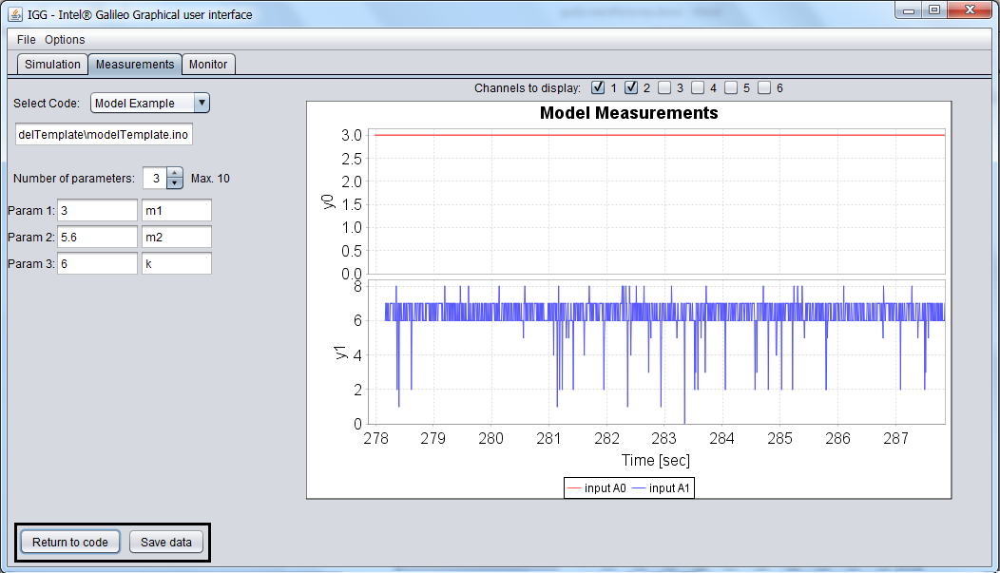 IGG - Intel® Galileo Graphical user interface
File Options
Simulation Measurements Monitor
Channels to display: 1 2 3 4 5 6
Select Code: Model Example
delTemplate\modelTemplate.ino
Number of parameters: 3 Max. 10
Param 1: 3 m1
Param 2: 5.6 m2
Param 3: 6 k
Model Measurements
3.0
2.5
2.0
1.5
1.0
0.5
0.0
y0
8
6
4
2
0
y1
278 279 280 281 282 283 284 285 286 287
Time [sec]
input A0 input A1
Return to code Save data